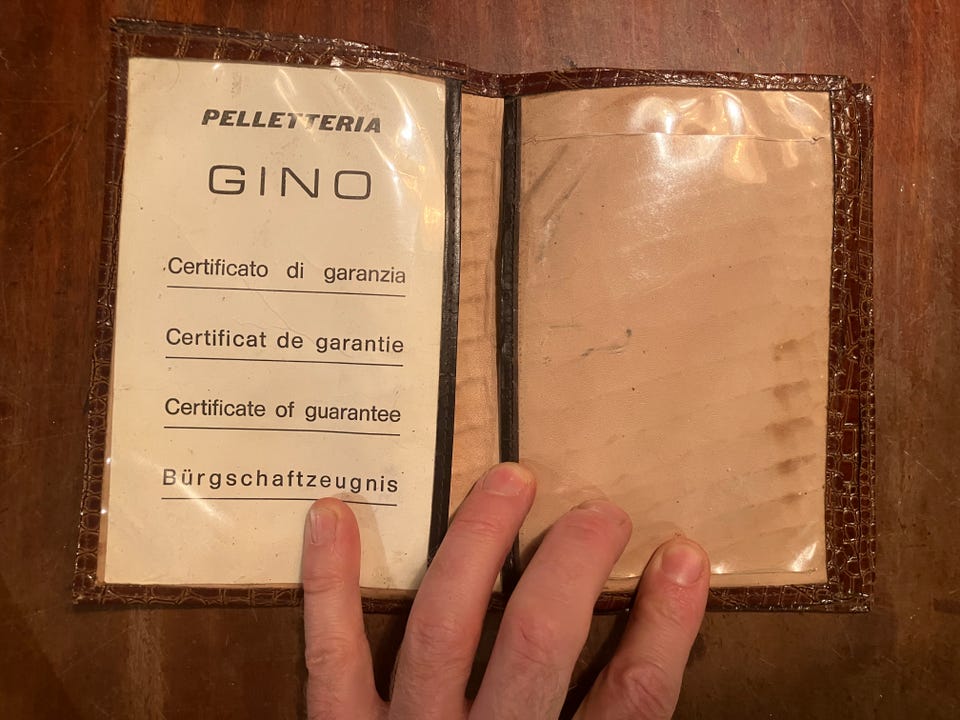 PELLETTERIA
GINO
Certificato di garanzia
Certificat de garantie
Certificate of guarantee
Bürgschaftzeugnis